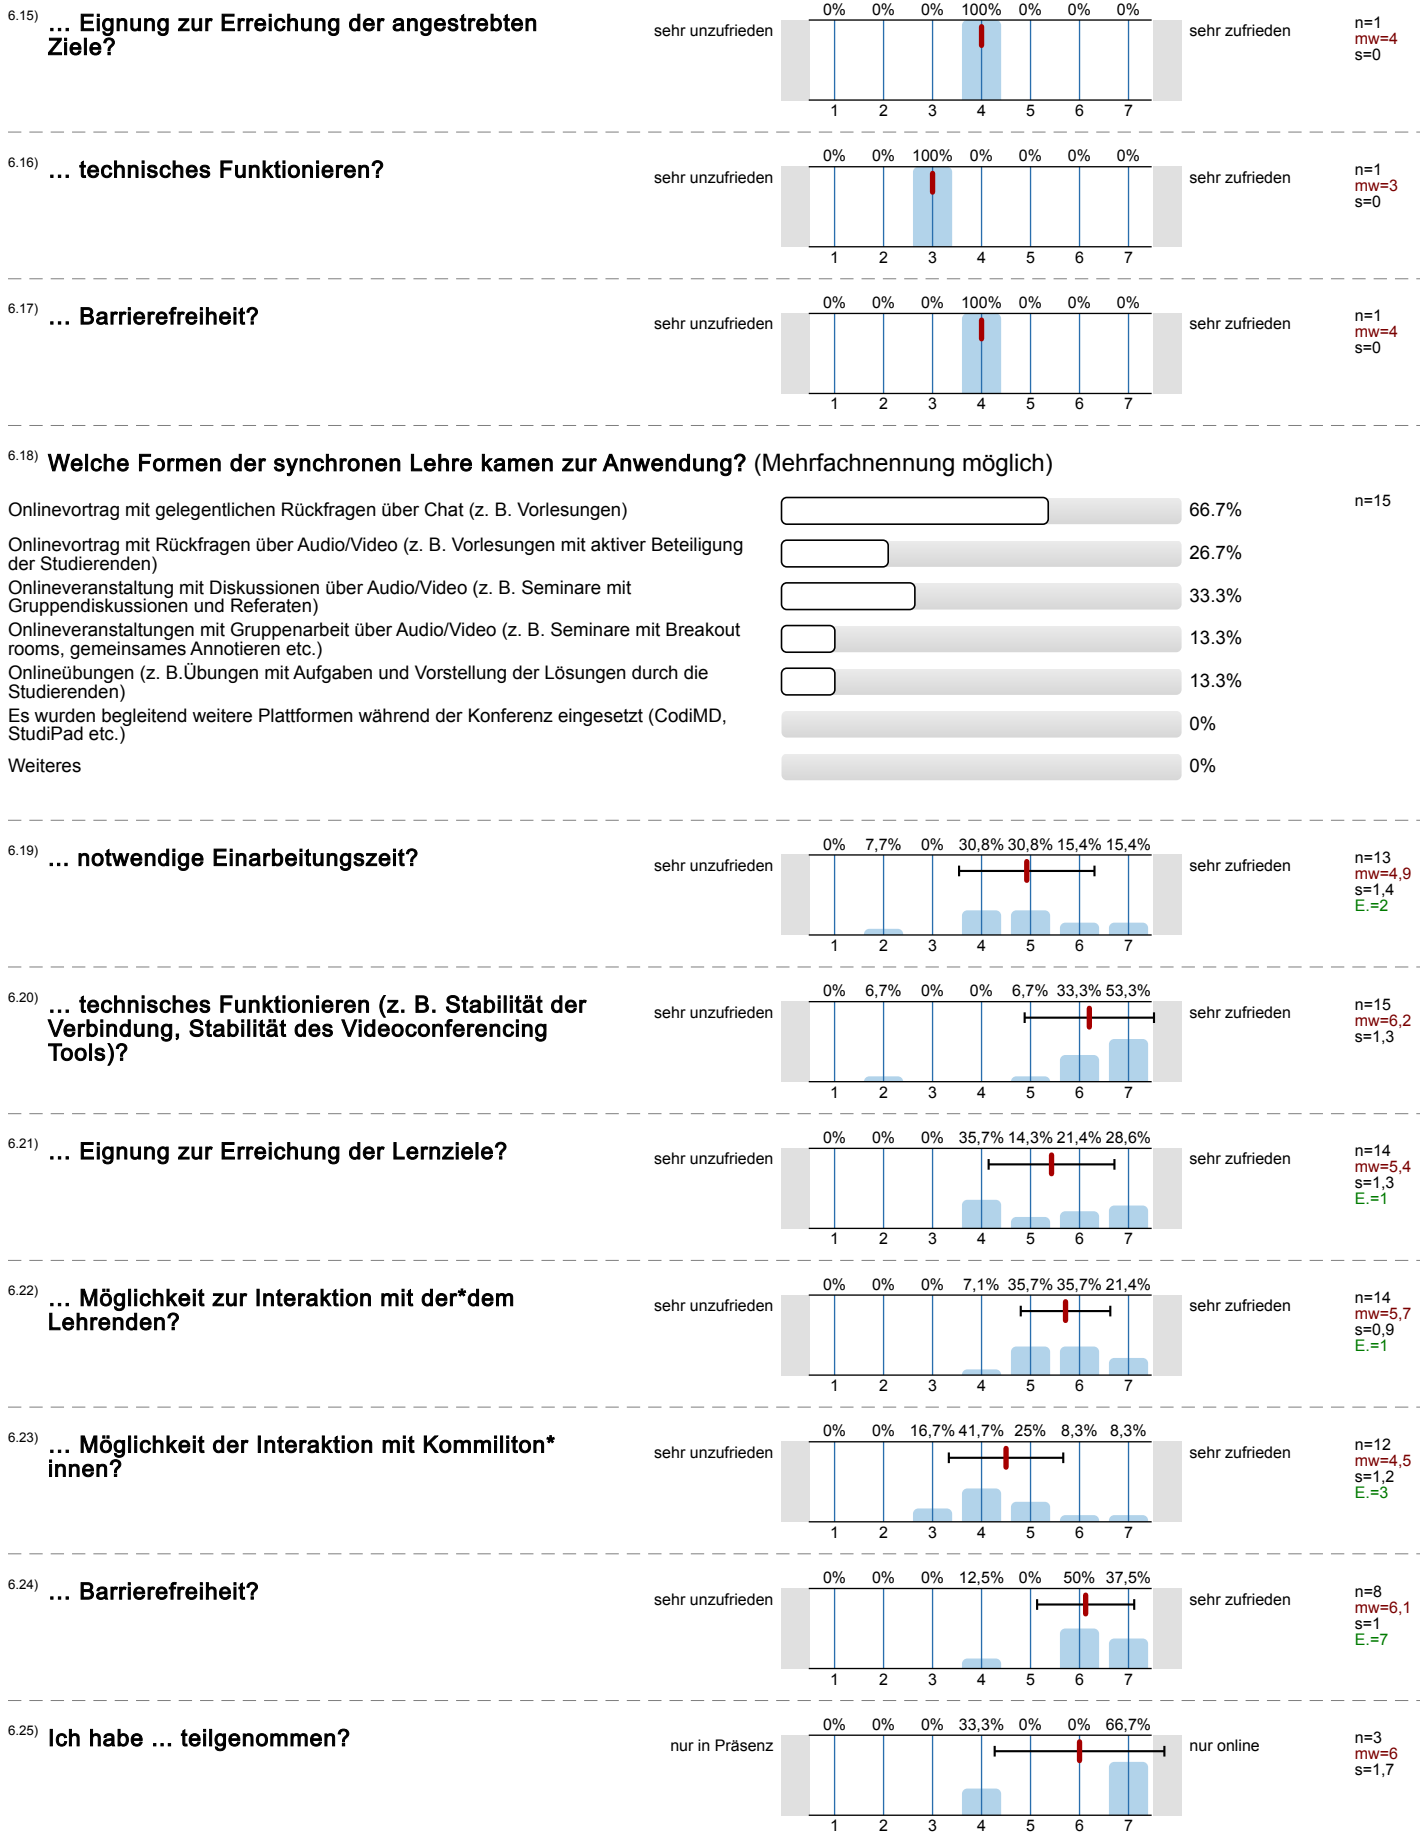 6.15) ... Eignung zur Erreichung der angestrebten
Ziele?
sehr unzufrieden
0% 0% 0% 100% 0% 0% 0%
1 2 3 4 5 6 7
sehr zufrieden
n=1
mw=4
s=0
6.16) ... technisches Funktionieren?
sehr unzufrieden
0% 0% 100% 0% 0% 0% 0%
1 2 3 4 5 6 7
sehr zufrieden
n=1
mw=3
s=0
6.17) ... Barrierefreiheit?
sehr unzufrieden
0% 0% 0% 100% 0% 0% 0%
1 2 3 4 5 6 7
sehr zufrieden
n=1
mw=4
s=0
6.18) Welche Formen der synchronen Lehre kamen zur Anwendung? (Mehrfachnennung möglich)
n=15
Onlinevortrag mit gelegentlichen Rückfragen über Chat (z. B. Vorlesungen) 66.7%
Onlinevortrag mit Rückfragen über Audio/Video (z. B. Vorlesungen mit aktiver Beteiligung
der Studierenden) 26.7%
Onlineveranstaltung mit Diskussionen über Audio/Video (z. B. Seminare mit
Gruppendiskussionen und Referaten) 33.3%
Onlineveranstaltungen mit Gruppenarbeit über Audio/Video (z. B. Seminare mit Breakout
rooms, gemeinsames Annotieren etc.) 13.3%
Onlineübungen (z. B.Übungen mit Aufgaben und Vorstellung der Lösungen durch die
Studierenden) 13.3%
Es wurden begleitend weitere Plattformen während der Konferenz eingesetzt (CodiMD,
StudiPad etc.) 0%
Weiteres 0%
6.19) ... notwendige Einarbeitungszeit?
sehr unzufrieden
0% 7,7% 0% 30,8% 30,8% 15,4% 15,4%
1 2 3 4 5 6 7
sehr zufrieden
n=13
mw=4,9
s=1,4
E.=2
6.20) ... technisches Funktionieren (z. B. Stabilität der
Verbindung, Stabilität des Videoconferencing
Tools)?
sehr unzufrieden
0% 6,7% 0% 0% 6,7% 33,3% 53,3%
1 2 3 4 5 6 7
sehr zufrieden
n=15
mw=6,2
s=1,3
6.21) ... Eignung zur Erreichung der Lernziele?
sehr unzufrieden
0% 0% 0% 35,7% 14,3% 21,4% 28,6%
1 2 3 4 5 6 7
sehr zufrieden
n=14
mw=5,4
s=1,3
E.=1
6.22) ... Möglichkeit zur Interaktion mit der*dem
Lehrenden?
sehr unzufrieden
0% 0% 0% 7,1% 35,7% 35,7% 21,4%
1 2 3 4 5 6 7
sehr zufrieden
n=14
mw=5,7
s=0,9
E.=1
6.23) ... Möglichkeit der Interaktion mit Kommiliton*
innen?
sehr unzufrieden
0% 0% 16,7% 41,7% 25% 8,3% 8,3%
1 2 3 4 5 6 7
sehr zufrieden
n=12
mw=4,5
s=1,2
E.=3
6.24) ... Barrierefreiheit?
sehr unzufrieden
0% 0% 0% 12,5% 0% 50% 37,5%
1 2 3 4 5 6 7
sehr zufrieden
n=8
mw=6,1
s=1
E.=7
6.25) Ich habe ... teilgenommen?
nur in Präsenz
0% 0% 0% 33,3% 0% 0% 66,7%
1 2 3 4 5 6 7
nur online
n=3
mw=6
s=1,7